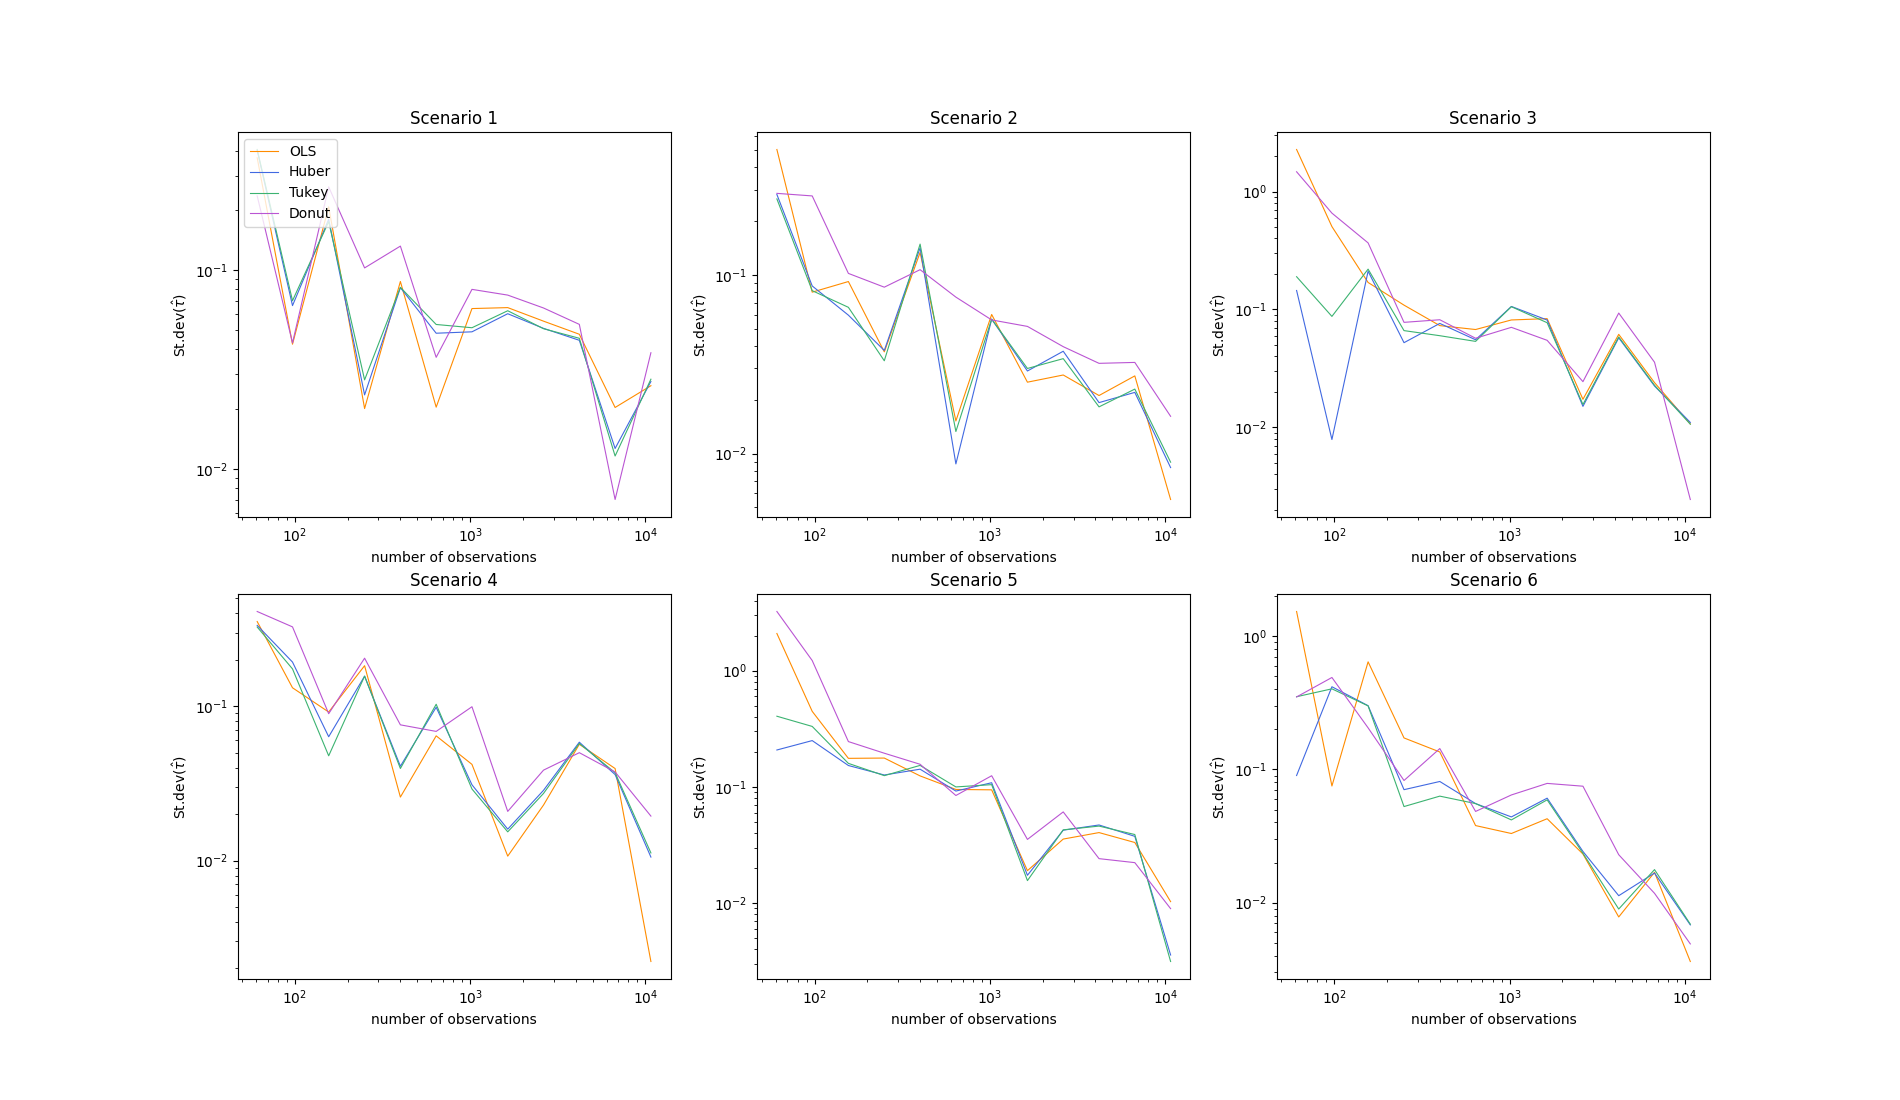 Scenario 1
OLS
Huber
Tukey
Donut
St.dev(τ̂)
10⁻¹
10⁻²
10² 10³ 10⁴
number of observations
Scenario 2
St.dev(τ̂)
10⁻¹
10⁻²
10² 10³ 10⁴
number of observations
Scenario 3
St.dev(τ̂)
10⁰
10⁻¹
10⁻²
10² 10³ 10⁴
number of observations
Scenario 4
St.dev(τ̂)
10⁻¹
10⁻²
10² 10³ 10⁴
number of observations
Scenario 5
St.dev(τ̂)
10⁰
10⁻¹
10⁻²
10² 10³ 10⁴
number of observations
Scenario 6
St.dev(τ̂)
10⁰
10⁻¹
10⁻²
10² 10³ 10⁴
number of observations